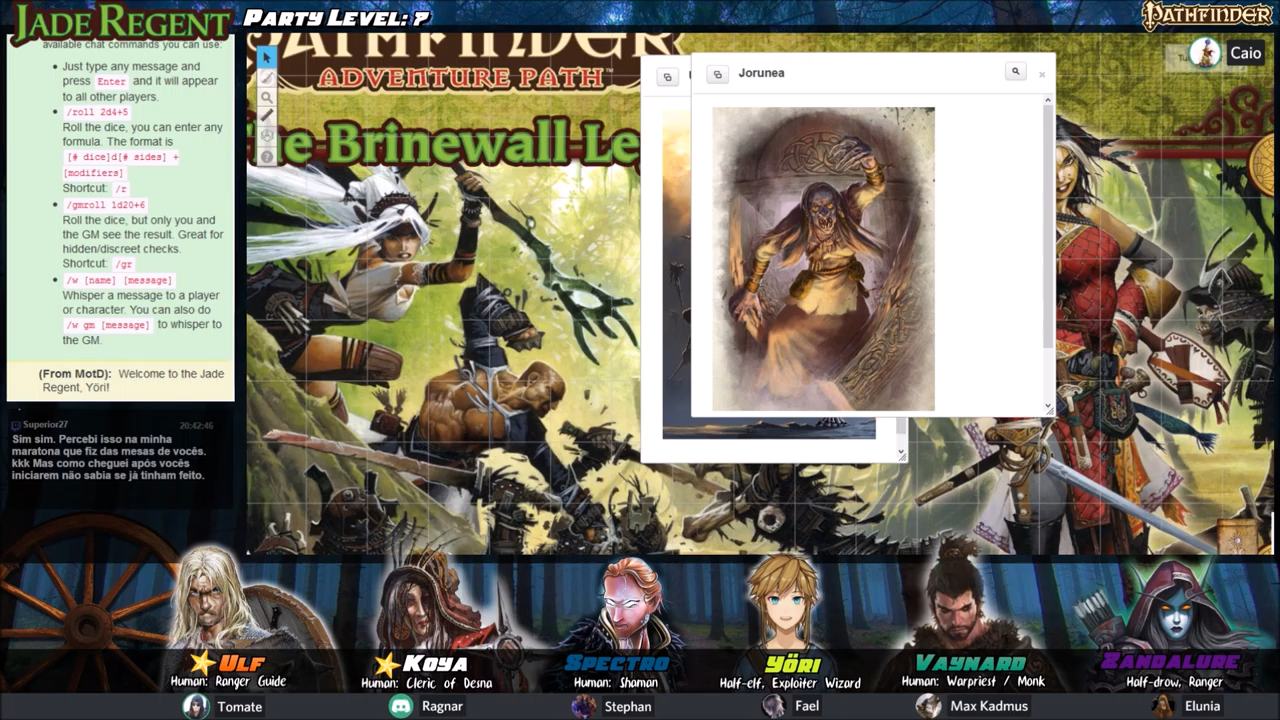 JADE REGENT
PARTY LEVEL: 7
PATHFINDER
available chat commands you can use:
Just type any message and
press Enter and it will appear
to all other players.
/roll 2d4+5
Roll the dice, you can enter any
formula. The format is
[# dice]d[# sides] +
[modifiers]
Shortcut: /r
/gmroll 1d20+6
Roll the dice, but only you and
the GM see the result. Great for
hidden/discreet checks.
Shortcut: /gr
/w [name] [message]
Whisper a message to a player
or character. You can also do
/w gm [message] to whisper to
the GM.
(From MotD): Welcome to the Jade
Regent, Yöri!
Superior27 20:42:46
Sim sim. Percebi isso na minha
maratona que fiz das mesas de vocês.
kkk Mas como cheguei após vocês
iniciarem não sabia se já tinham feito.
PATHFINDER
ADVENTURE PATH™
he Brinewall Le
Jorunea
Caio
ULF
Human: Ranger Guide
Tomate
KOYA
Human: Cleric of Desna
Ragnar
SPECTRO
Human: Shaman
Stephan
YÖRI
Half-elf, Exploiter Wizard
Fael
VAYNARD
Human: Warpriest / Monk
Max Kadmus
ZANDALURE
Half-drow, Ranger
Elunia